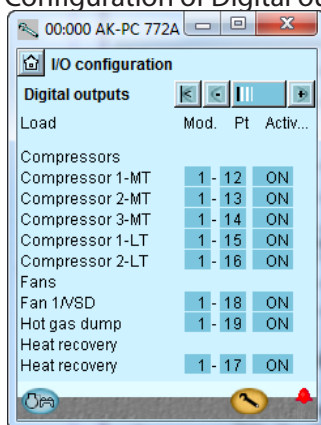 Configuration of Digital ou
00:000 AK-PC 772A
I/O configuration
Digital outputs
Load Mod. Pt Activ...
Compressors
Compressor 1-MT 1 - 12 ON
Compressor 2-MT 1 - 13 ON
Compressor 3-MT 1 - 14 ON
Compressor 1-LT 1 - 15 ON
Compressor 2-LT 1 - 16 ON
Fans
Fan 1/VSD 1 - 18 ON
Hot gas dump 1 - 19 ON
Heat recovery
Heat recovery 1 - 17 ON